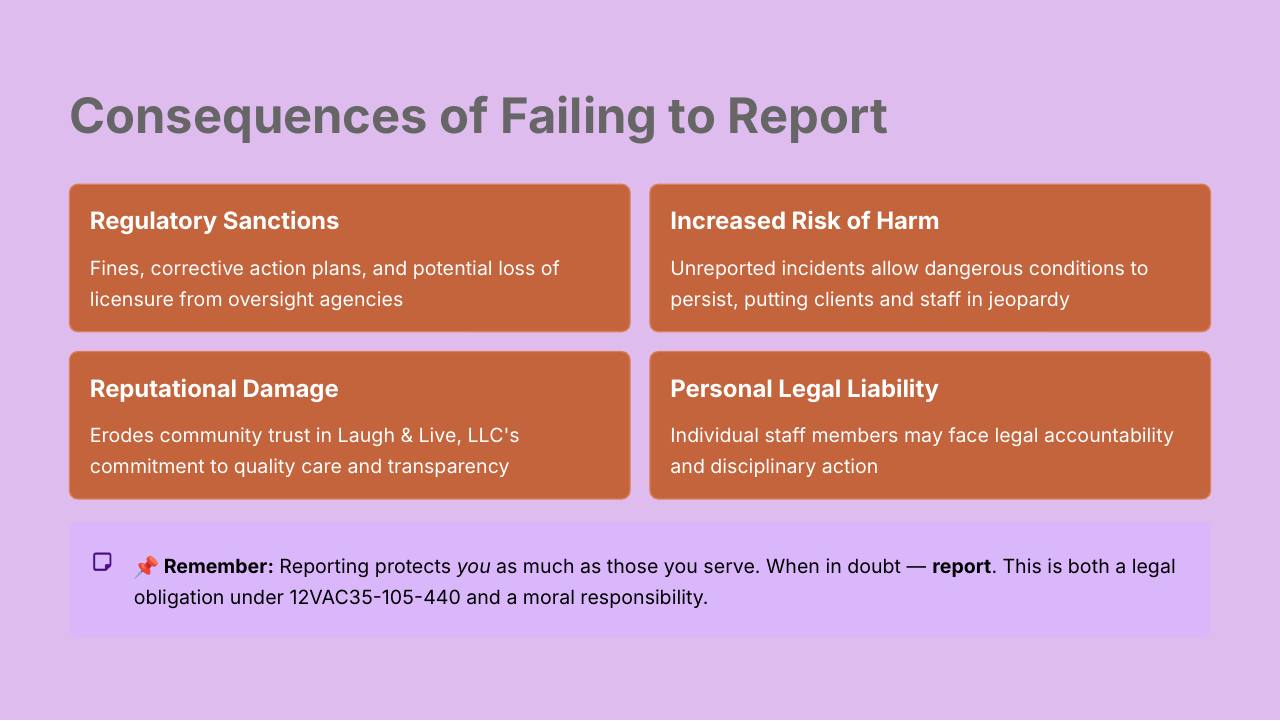 Consequences of Failing to Report
Regulatory Sanctions
Fines, corrective action plans, and potential loss of
licensure from oversight agencies
Increased Risk of Harm
Unreported incidents allow dangerous conditions to
persist, putting clients and staff in jeopardy
Reputational Damage
Erodes community trust in Laugh & Live, LLC's
commitment to quality care and transparency
Personal Legal Liability
Individual staff members may face legal accountability
and disciplinary action
📌 Remember: Reporting protects you as much as those you serve. When in doubt — report. This is both a legal
obligation under 12VAC35-105-440 and a moral responsibility.